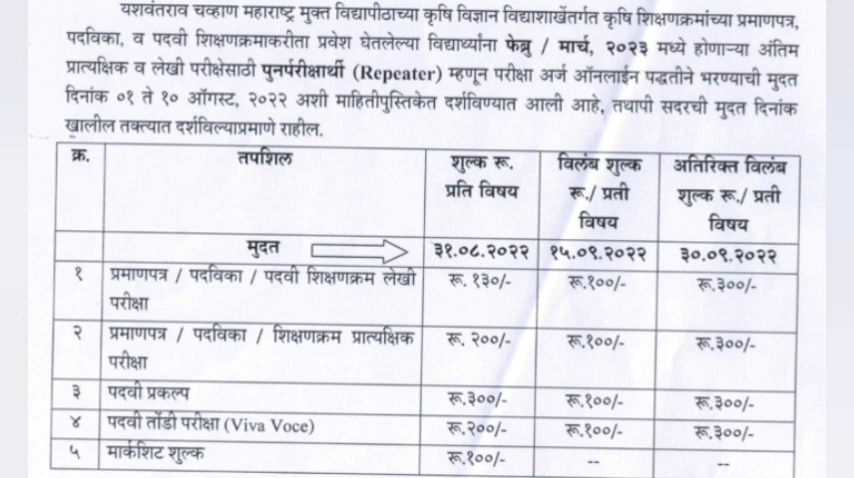 यशवंतराव चव्हाण महाराष्ट्र मुक्त विद्यापीठाच्या कृषि विज्ञान विद्याशाखेंतर्गत कृषि शिक्षणक्रमांच्या प्रमाणपत्र,
पदविका, व पदवी शिक्षणक्रमाकरीता प्रवेश घेतलेल्या विद्यार्थ्यांना फेब्रु / मार्च, २०२३ मध्ये होणाऱ्या अंतिम
प्रात्यक्षिक व लेखी परीक्षेसाठी पुनर्परीक्षार्थी (Repeater) म्हणून परीक्षा अर्ज ऑनलाईन पद्धतीने भरण्याची मुदत
दिनांक ०१ ते १० ऑगस्ट, २०२२ अशी माहितीपुस्तिकेत दर्शविण्यात आली आहे, तथापी सदरची मुदत दिनांक
खालील तक्त्यात दर्शविल्याप्रमाणे राहील.
क्र. तपशिल शुल्क रू. प्रति विषय विलंब शुल्क रू./ प्रती विषय अतिरिक्त विलंब शुल्क रू./ प्रती विषय
मुदत ३१.०८.२०२२ १५.०९.२०२२ ३०.०९.२०२२
१ प्रमाणपत्र / पदविका / पदवी शिक्षणक्रम लेखी परीक्षा रू. १३०/- रू.१००/- रू.३००/-
२ प्रमाणपत्र / पदविका / शिक्षणक्रम प्रात्यक्षिक परीक्षा रू. २००/- रू.१००/- रू.३००/-
३ पदवी प्रकल्प रू.३००/- रू.१००/- रू.३००/-
४ पदवी तोंडी परीक्षा (Viva Voce) रू.२००/- रू.१००/- रू.३००/-
५ मार्कशिट शुल्क रू.१००/- -- --